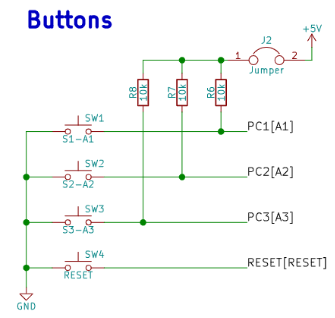 Buttons
+5V
J2
1 2
Jumper
R8 10k
R7 10k
R6 10k
SW1
S1-A1
PC1[A1]
SW2
S2-A2
PC2[A2]
SW3
S3-A3
PC3[A3]
SW4
RESET
RESET[RESET]
GND